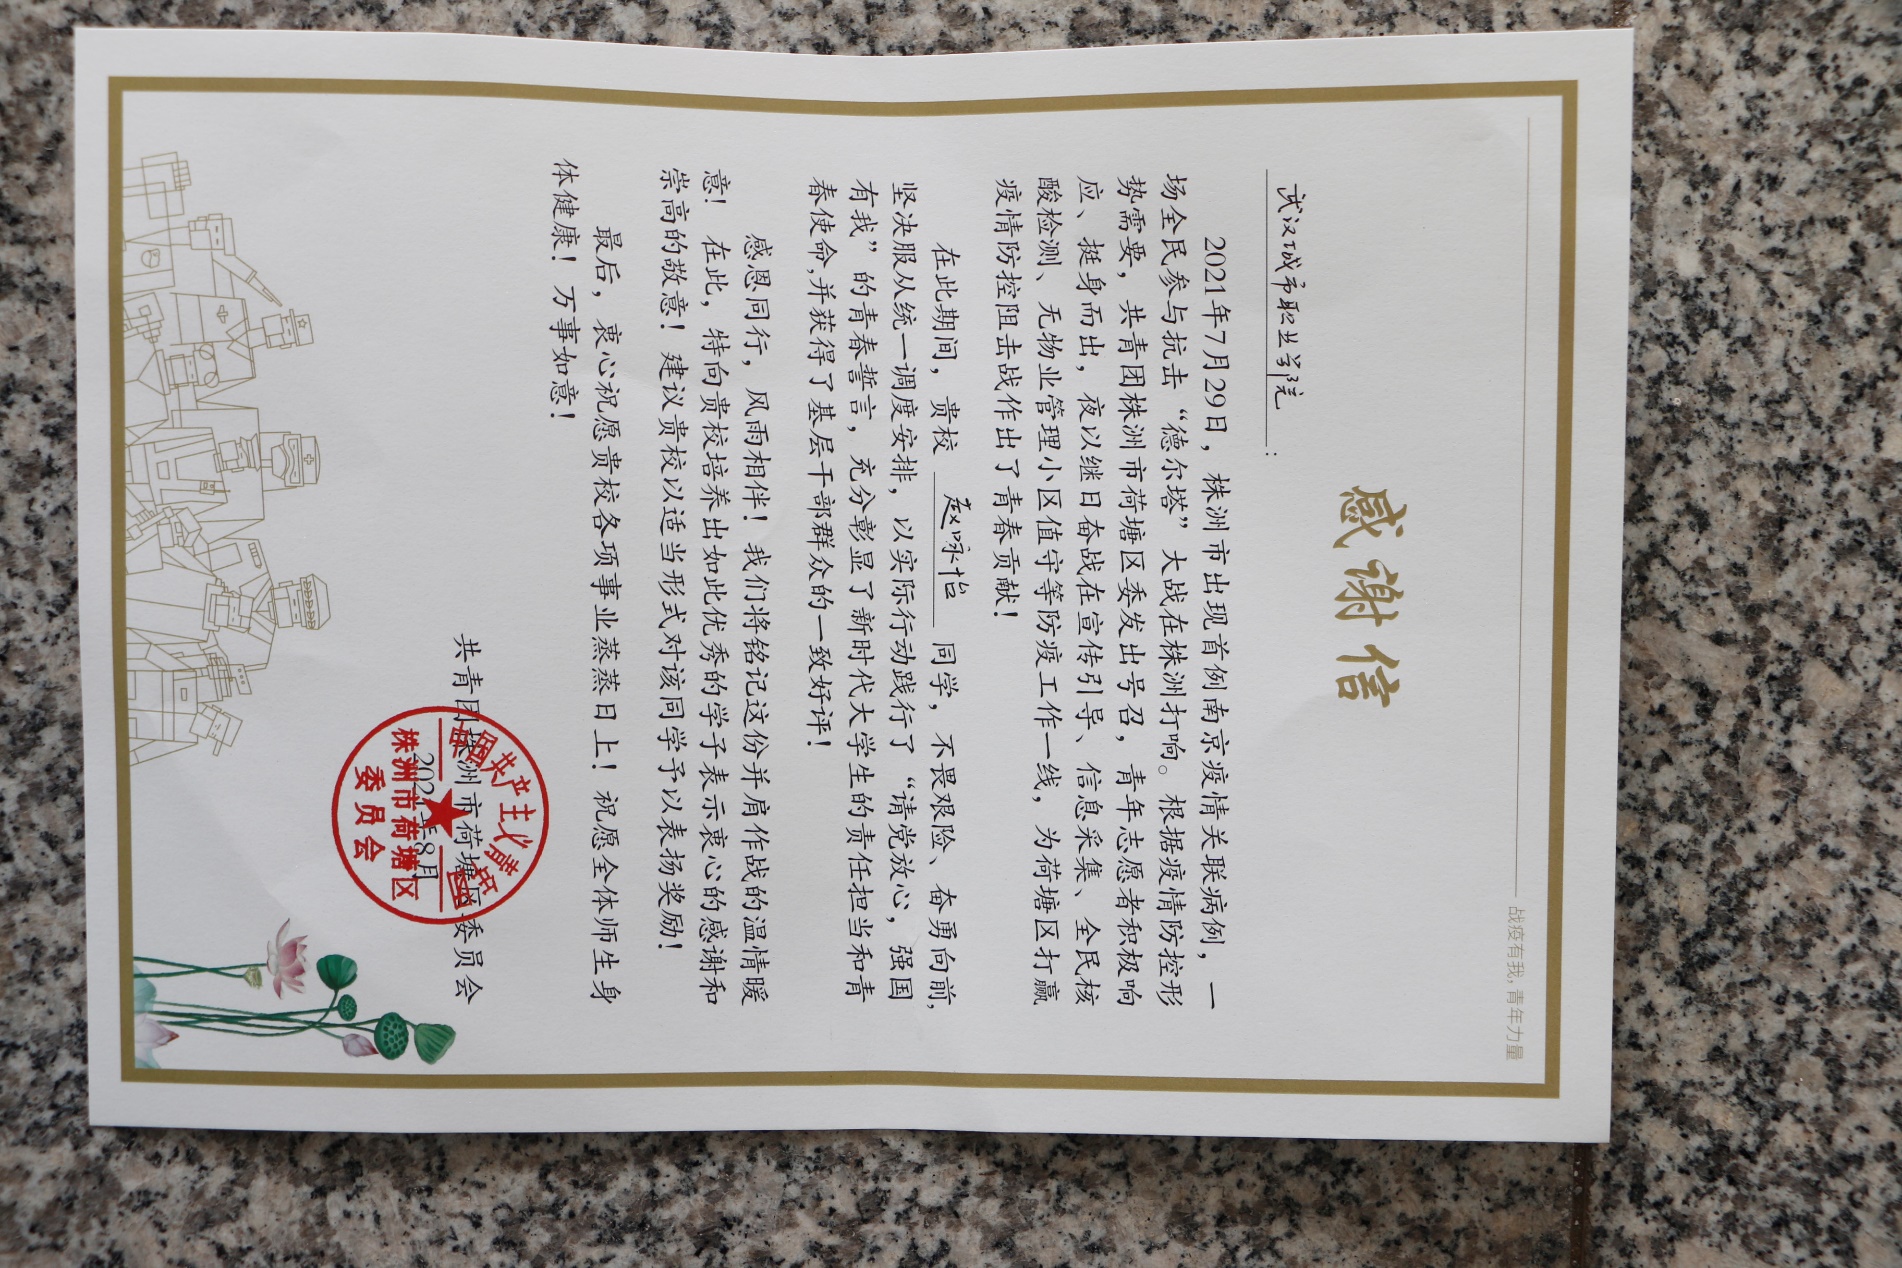 战疫有我,青年力量
感谢信
武汉城市职业学院:
2021年7月29日，株洲市出现首例南京疫情关联病例，一
场全民参与抗击“德尔塔”大战在株洲打响。根据疫情防控形
势需要，共青团株洲市荷塘区委发出号召，青年志愿者积极响
应、挺身而出，夜以继日奋战在宣传引导、信息采集、全民核
酸检测、无物业管理小区值守等防疫工作一线，为荷塘区打赢
疫情防控阻击战作出了青春贡献！
在此期间，贵校 赵咏怡 同学，不畏艰险、奋勇向前,
坚决服从统一调度安排，以实际行动践行了“请党放心，强国
有我”的青春誓言，充分彰显了新时代大学生的责任担当和青
春使命,并获得了基层干部群众的一致好评！
感恩同行，风雨相伴！我们将铭记这份并肩作战的温情暖
意！在此，特向贵校培养出如此优秀的学子表示衷心的感谢和
崇高的敬意！建议贵校以适当形式对该同学予以表扬奖励！
最后，衷心祝愿贵校各项事业蒸蒸日上！祝愿全体师生身
体健康！万事如意！
共青团株洲市荷塘区委员会
2021年8月
中国共产主义青年团
株洲市荷塘区
委员会